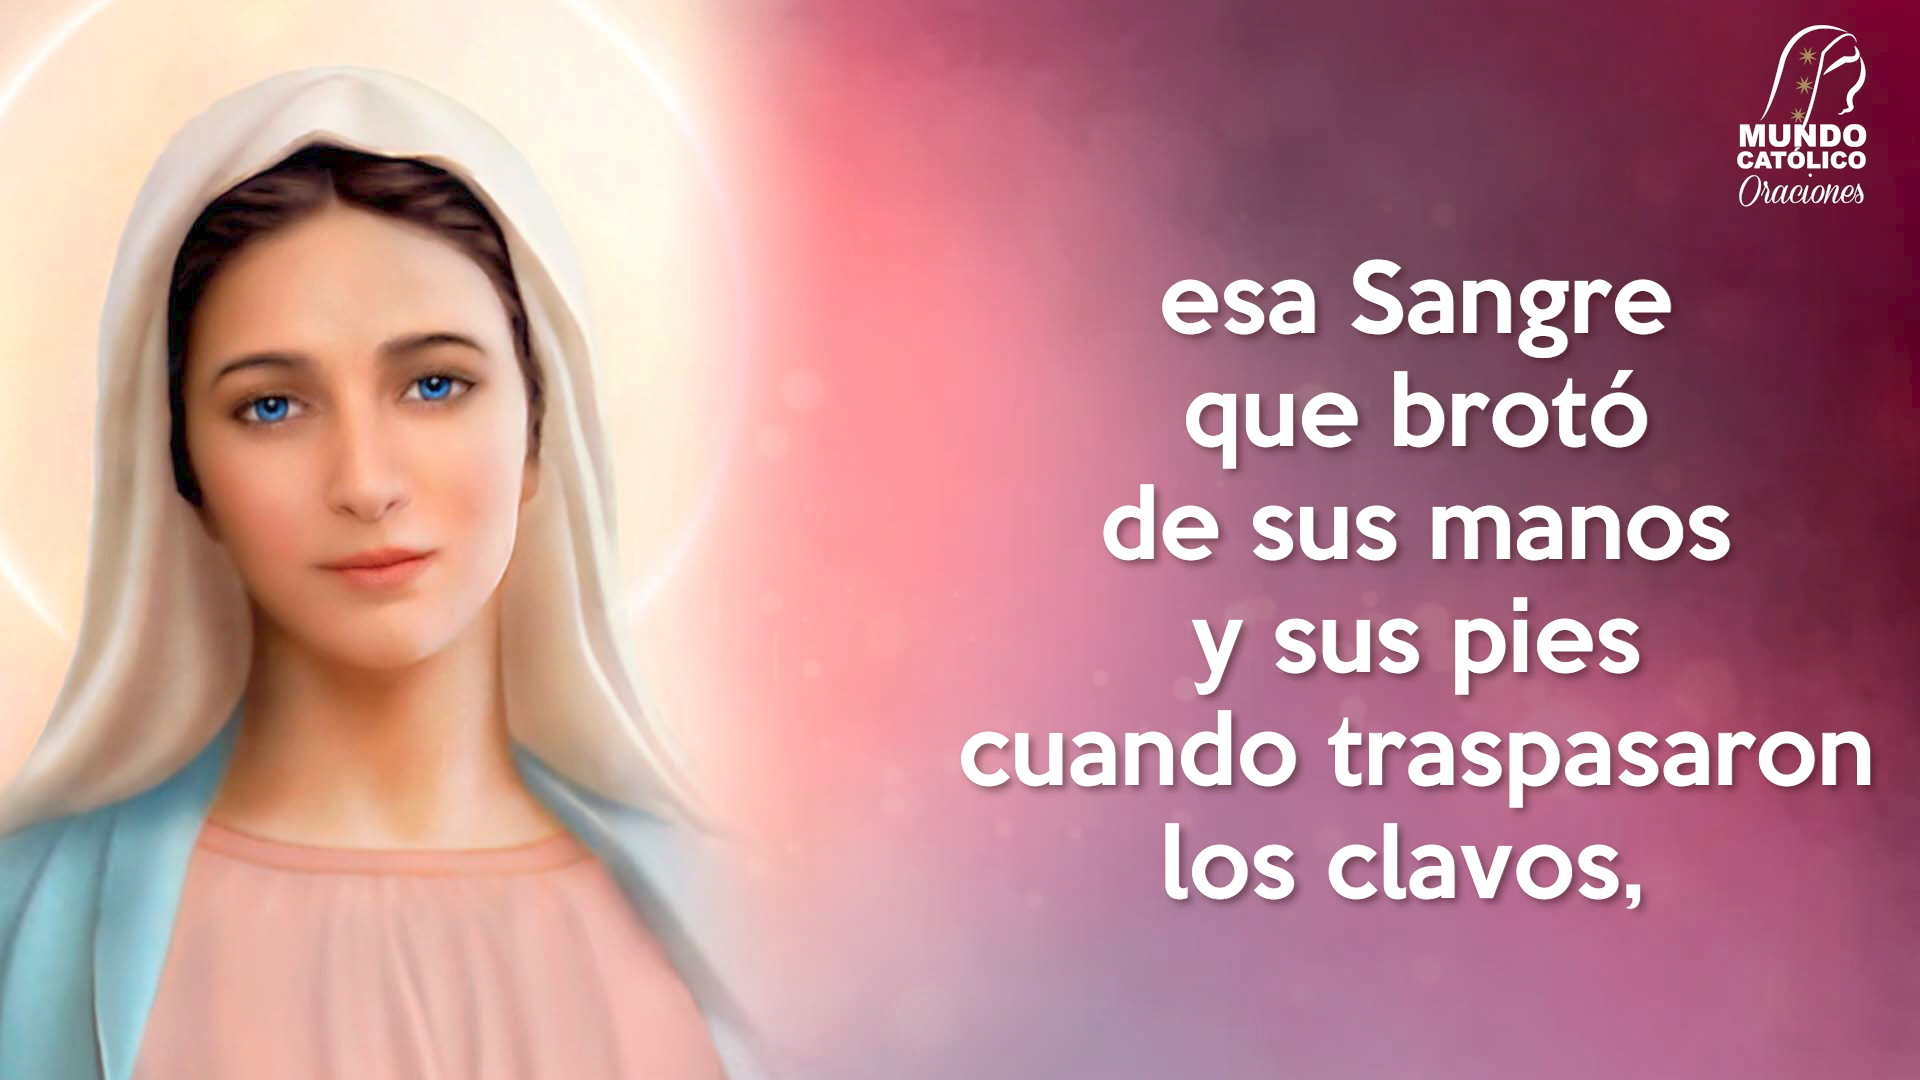 MUNDO
CATÓLICO
Oraciones
esa Sangre
que brotó
de sus manos
y sus pies
cuando traspasaron
los clavos,